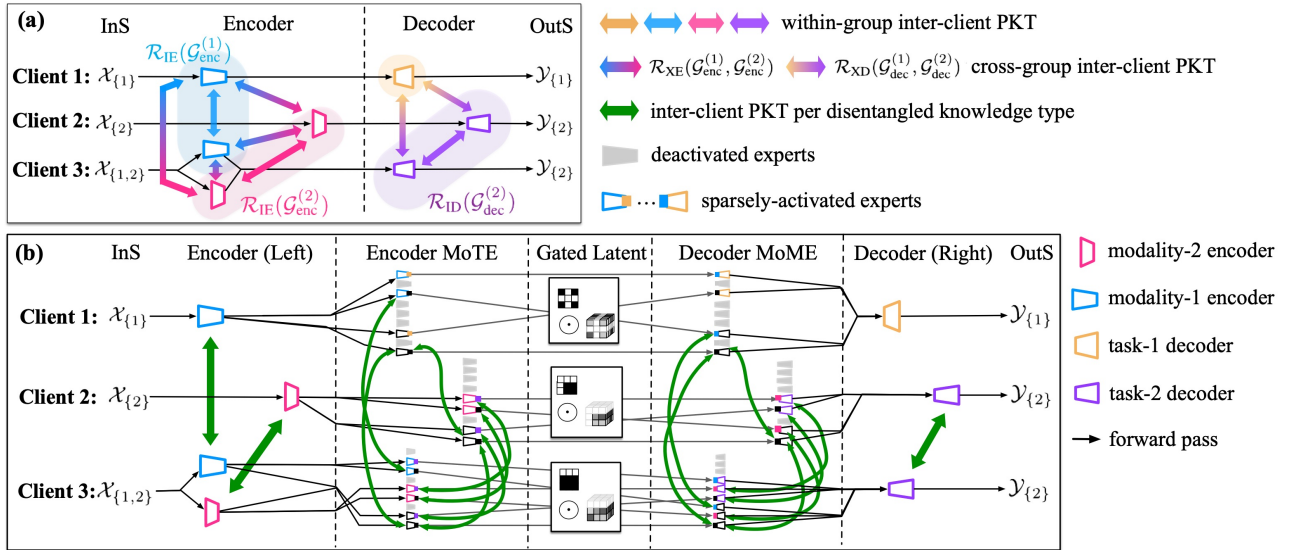 (a)
InS Encoder Decoder OutS
Client 1: 𝒳_{1} ℛ_IE(𝒢_enc^(1)) 𝒴_{1}
Client 2: 𝒳_{2} 𝒴_{2}
Client 3: 𝒳_{1,2} 𝒴_{2}
ℛ_IE(𝒢_enc^(2)) ℛ_ID(𝒢_dec^(2))
within-group inter-client PKT
ℛ_XE(𝒢_enc^(1), 𝒢_enc^(2)) ℛ_XD(𝒢_dec^(1), 𝒢_dec^(2)) cross-group inter-client PKT
inter-client PKT per disentangled knowledge type
deactivated experts
... sparsely-activated experts
(b)
InS Encoder (Left) Encoder MoTE Gated Latent Decoder MoME Decoder (Right) OutS
Client 1: 𝒳_{1} 𝒴_{1}
Client 2: 𝒳_{2} 𝒴_{2}
Client 3: 𝒳_{1,2} 𝒴_{2}
modality-2 encoder
modality-1 encoder
task-1 decoder
task-2 decoder
forward pass